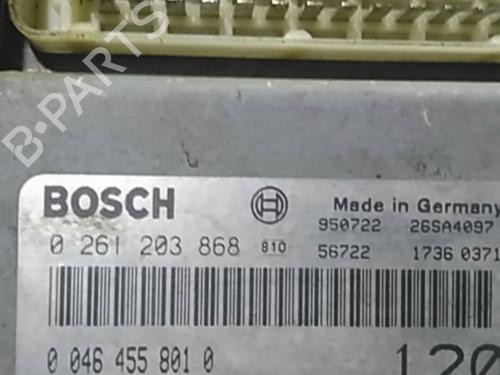 B-PARTS
BOSCH
Made in Germany
950722 26SA4097
0 261 203 868 S10 56722 1736 0371
0 046 455 801 0 120